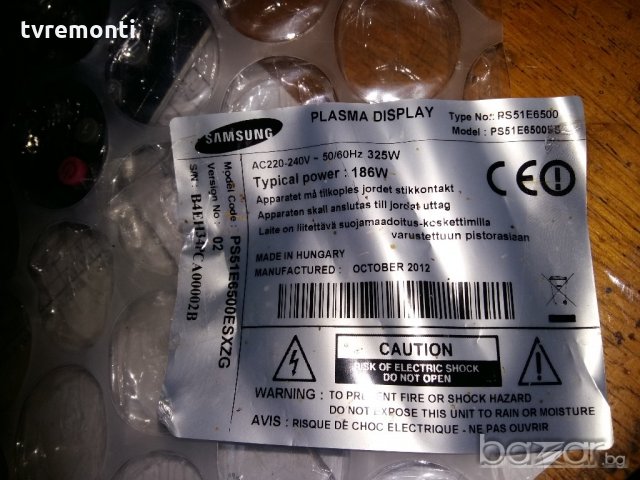 tvremonti
SAMSUNG
PLASMA DISPLAY
Type No: PS51E6500
Model : PS51E6500
AC220-240V ~ 50/60Hz 325W
Typical power : 186W
Apparatet må tilkoples jordet stikkontakt
Apparaten skall anslutas till jordat uttag
Laite on liitettävä suojamaadoitus-koskettimilla
varustettuun pistorasiaan
MADE IN HUNGARY
MANUFACTURED : OCTOBER 2012
Model Code : PS51E6500ESXZG
Version No : 02
S/N :
CAUTION
RISK OF ELECTRIC SHOCK
DO NOT OPEN
WARNING : TO PREVENT FIRE OR SHOCK HAZARD
DO NOT EXPOSE THIS UNIT TO RAIN OR MOISTURE
AVIS : RISQUE DE CHOC ELECTRIQUE - NE PAS OUVRIR
bazar.bg